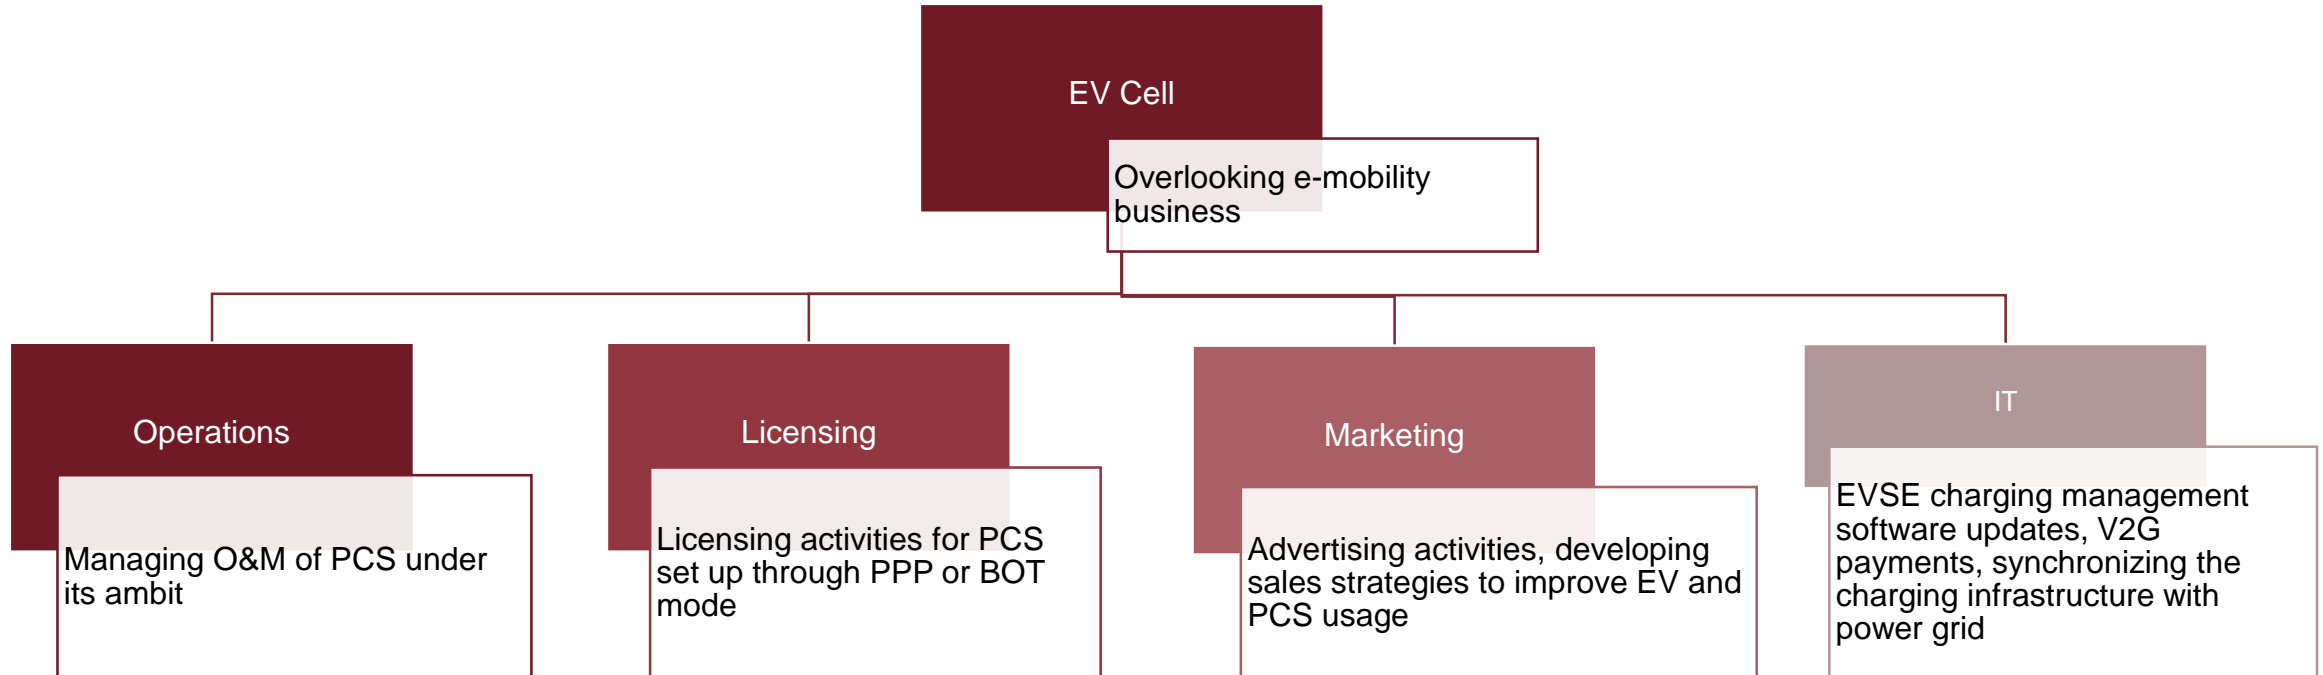 EV Cell
Overlooking e-mobility
business
Operations
Managing O&M of PCS under
its ambit
Licensing
Licensing activities for PCS
set up through PPP or BOT
mode
Marketing
Advertising activities, developing
sales strategies to improve EV and
PCS usage
IT
EVSE charging management
software updates, V2G
payments, synchronizing the
charging infrastructure with
power grid